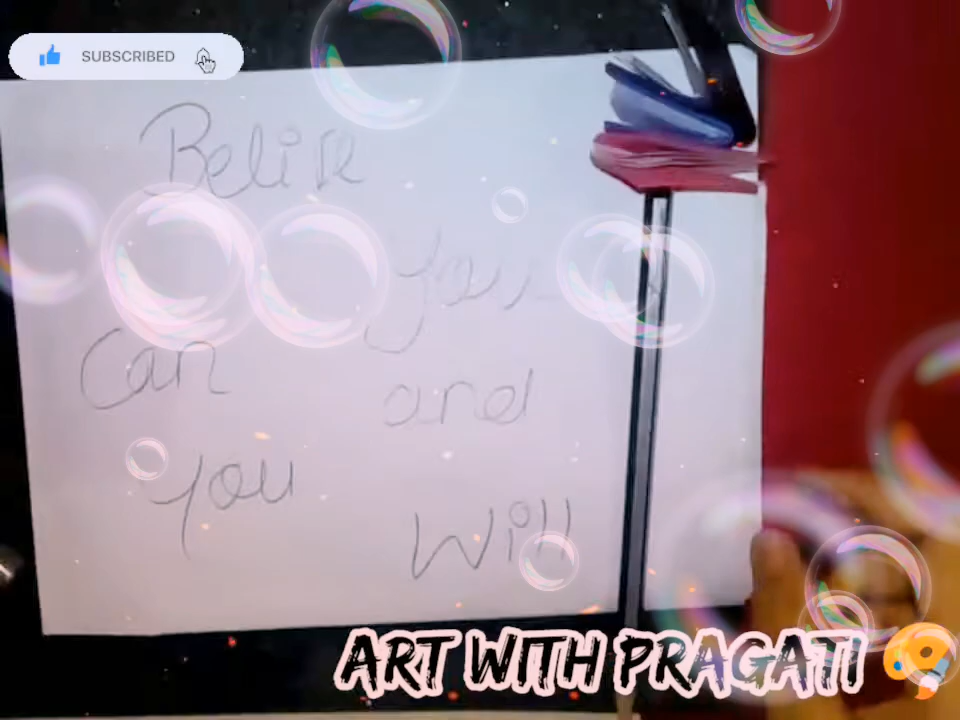 SUBSCRIBED
Belive
You
Can and
you
Will
ART WITH PRAGATI